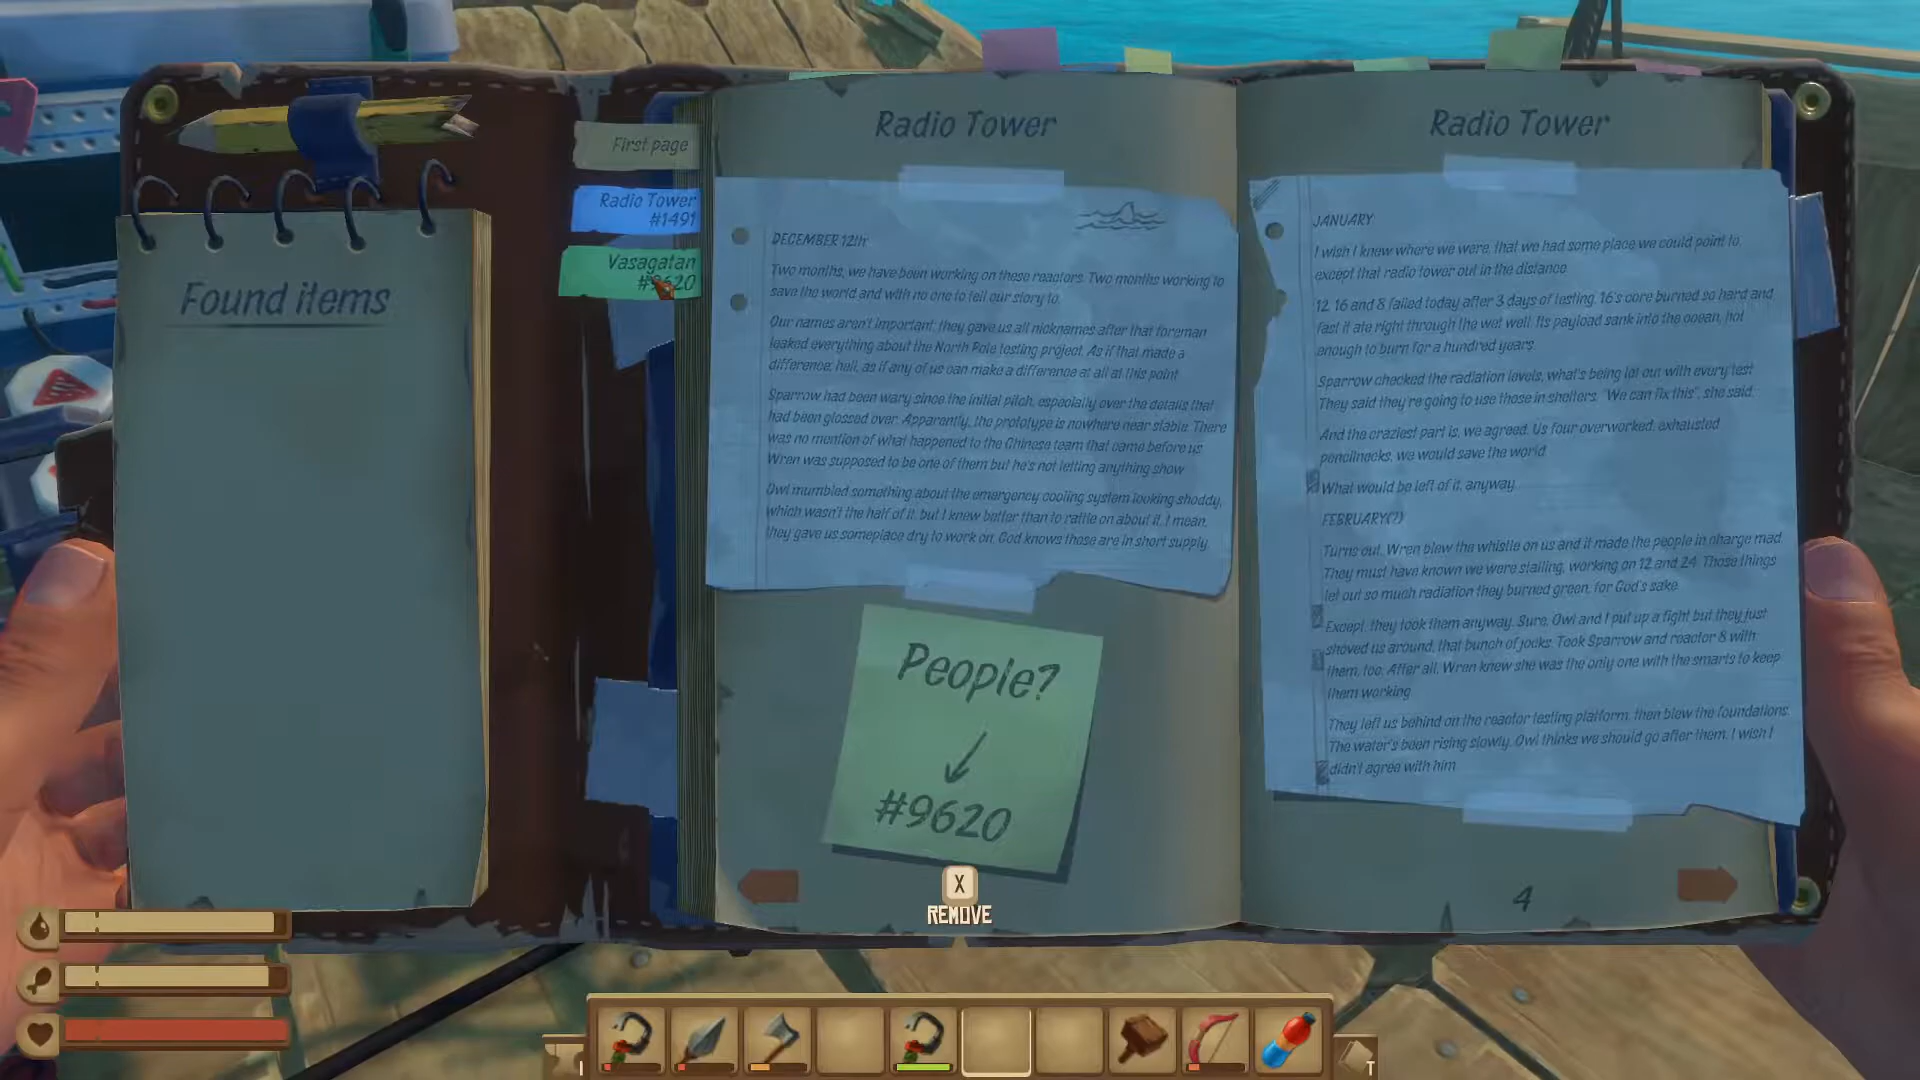 Found items
First page
Radio Tower
#1491
Vasagatan
Radio Tower
DECEMBER 12th
Two months, we have been working on these reactors. Two months working to
save the world and with no one to tell our story to.
Our names aren't important, they gave us all nicknames after that foreman
leaked everything about the North Pole testing project. As if that made a
difference; hell, as if any of us can make a difference at all at this point
Sparrow had been wary since the initial pitch, especially over the details that
had been glossed over. Apparently, the prototype is nowhere near stable. There
was no mention of what happened to the Chinese team that came before us
Wren was supposed to be one of them but he's not letting anything show
Owl mumbled something about the emergency cooling system looking shoddy,
which wasn't the half of it, but I knew better than to rattle on about it. I mean,
they gave us someplace dry to work on. God knows those are in short supply
People?
#9620
X
REMOVE
Radio Tower
JANUARY
I wish I knew where we were, that we had some place we could point to,
except that radio tower out in the distance.
12, 16 and 8 failed today after 3 days of testing. 16's core burned so hard and
fast it ate right through the wet well. Its payload sank into the ocean, hot
enough to burn for a hundred years.
Sparrow checked the radiation levels, what's being let out with every test
They said they're going to use those in shelters. "We can fix this", she said.
And the craziest part is, we agreed. Us four overworked, exhausted
pencilnecks, we would save the world
What would be left of it, anyway
FEBRUARY(?)
Turns out, Wren blew the whistle on us and it made the people in charge mad
They must have known we were stalling, working on 12 and 24. Those things
let out so much radiation they burned green, for God's sake.
Except, they took them anyway. Sure, Owl and I put up a fight but they just
shoved us around, that bunch of jocks. Took Sparrow and reactor 8 with
them, too. After all, Wren knew she was the only one with the smarts to keep
them working
They left us behind on the reactor testing platform, then blew the foundations.
The water's been rising slowly. Owl thinks we should go after them. I wish I
didn't agree with him
4
I
T